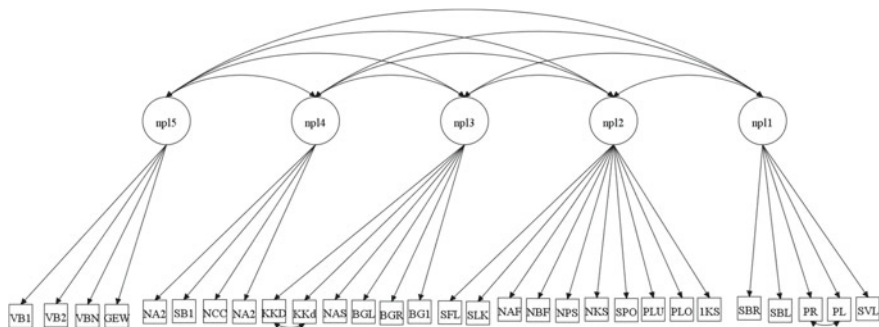 npl5 npl4 npl3 npl2 npl1
VB1 VB2 VBN GEW NA2 SB1 NCC NA2 KKD KKd NAS BGL BGR BG1 SFL SLK NAF NBF NPS NKS SPO PLU PLO 1KS SBR SBL PR PL SVL